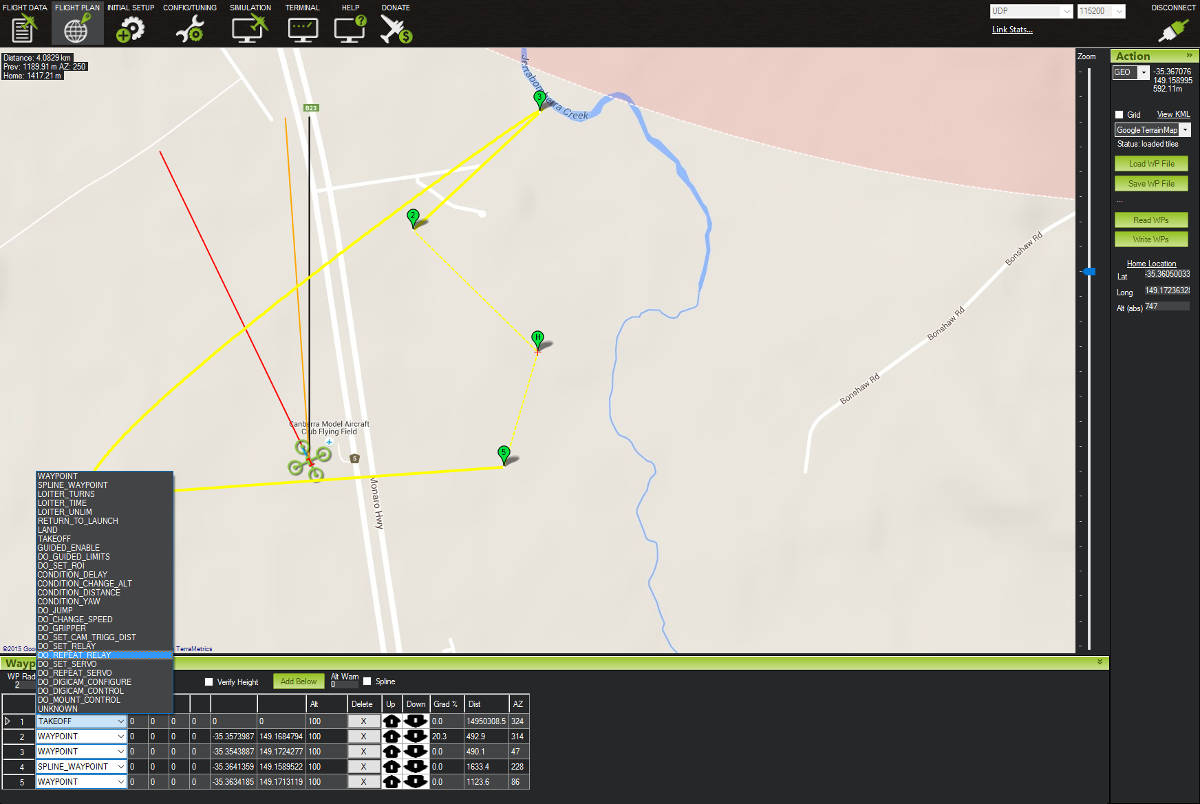 FLIGHT DATA FLIGHT PLAN INITIAL SETUP CONFIG/TUNING SIMULATION TERMINAL HELP DONATE
UDP 115200 DISCONNECT
Link Stats...
Distance: 4.0829 km
Prev: 1189.91 m AZ: 250
Home: 1417.21 m
Zoom
Action »
GEO -35.367076
149.158995
592.11m
Grid View KML
GoogleTerrainMap
Status: loaded tiles
Load WP File
Save WP File
...
Read WPs
Write WPs
Home Location
Lat -35.36050033
Long 149.1723632
Alt (abs) 747
Jerrabomberra Creek
B23
3
2
H
5
Canberra Model Aircraft
Club Flying Field
5
Monaro Hwy
Bonshaw Rd
Bonshaw Rd
Bonshaw Rd
WAYPOINT
SPLINE_WAYPOINT
LOITER_TURNS
LOITER_TIME
LOITER_UNLIM
RETURN_TO_LAUNCH
LAND
TAKEOFF
GUIDED_ENABLE
DO_GUIDED_LIMITS
DO_SET_ROI
CONDITION_DELAY
CONDITION_CHANGE_ALT
CONDITION_DISTANCE
CONDITION_YAW
DO_JUMP
DO_CHANGE_SPEED
DO_GRIPPER
DO_SET_CAM_TRIGG_DIST
DO_SET_RELAY
DO_REPEAT_RELAY
DO_SET_SERVO
DO_REPEAT_SERVO
DO_DIGICAM_CONFIGURE
DO_DIGICAM_CONTROL
DO_MOUNT_CONTROL
UNKNOWN
©2015 Goo TerraMetrics
Wayp
WP Rad
2
Verify Height Add Below Alt Warn
0 Spline
Alt Delete Up Down Grad % Dist AZ
1 TAKEOFF 0 0 0 0 0 0 100 X 0.0 14950308.5 324
2 WAYPOINT 0 0 0 0 -35.3573987 149.1684794 100 X 20.3 492.9 314
3 WAYPOINT 0 0 0 0 -35.3543887 149.1724277 100 X 0.0 490.1 47
4 SPLINE_WAYPOINT 0 0 0 0 -35.3641359 149.1589522 100 X 0.0 1633.4 228
5 WAYPOINT 0 0 0 0 -35.3634185 149.1713119 100 X 0.0 1123.6 86